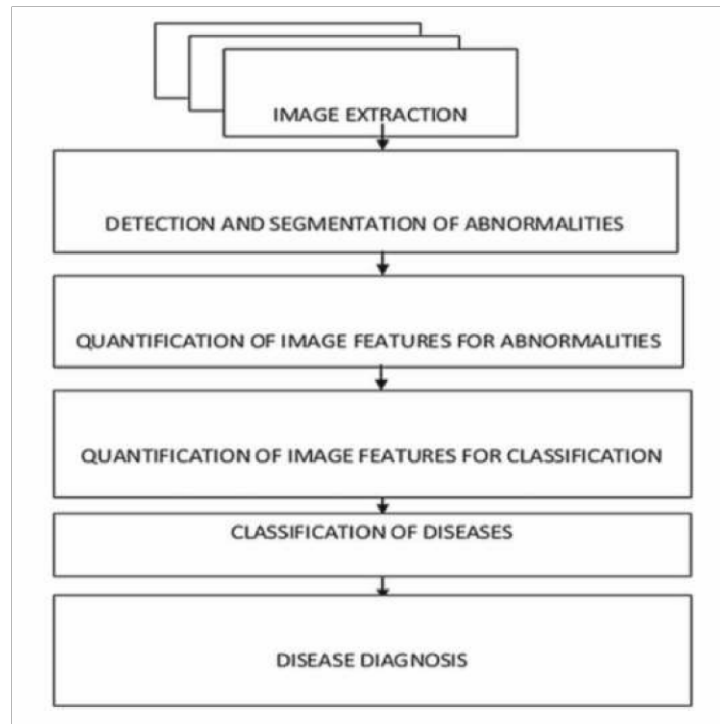 IMAGE EXTRACTION
DETECTION AND SEGMENTATION OF ABNORMALITIES
QUANTIFICATION OF IMAGE FEATURES FOR ABNORMALITIES
QUANTIFICATION OF IMAGE FEATURES FOR CLASSIFICATION
CLASSIFICATION OF DISEASES
DISEASE DIAGNOSIS